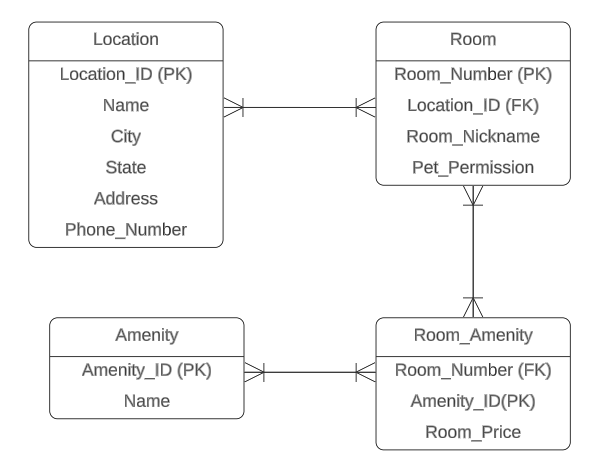 Location
Location_ID (PK)
Name
City
State
Address
Phone_Number
Room
Room_Number (PK)
Location_ID (FK)
Room_Nickname
Pet_Permission
Amenity
Amenity_ID (PK)
Name
Room_Amenity
Room_Number (FK)
Amenity_ID(PK)
Room_Price